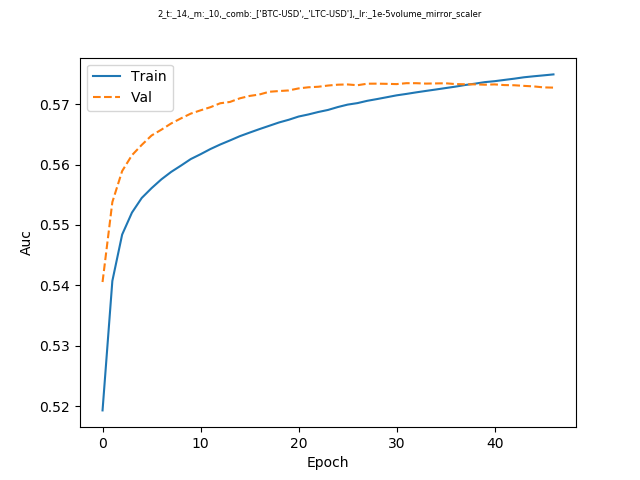 2_t:_14,_m:_10,_comb:_['BTC-USD',_'LTC-USD'],_lr:_1e-5volume_mirror_scaler
Train
Val
0.57
0.56
0.55
0.54
0.53
0.52
Auc
0
10
20
30
40
Epoch